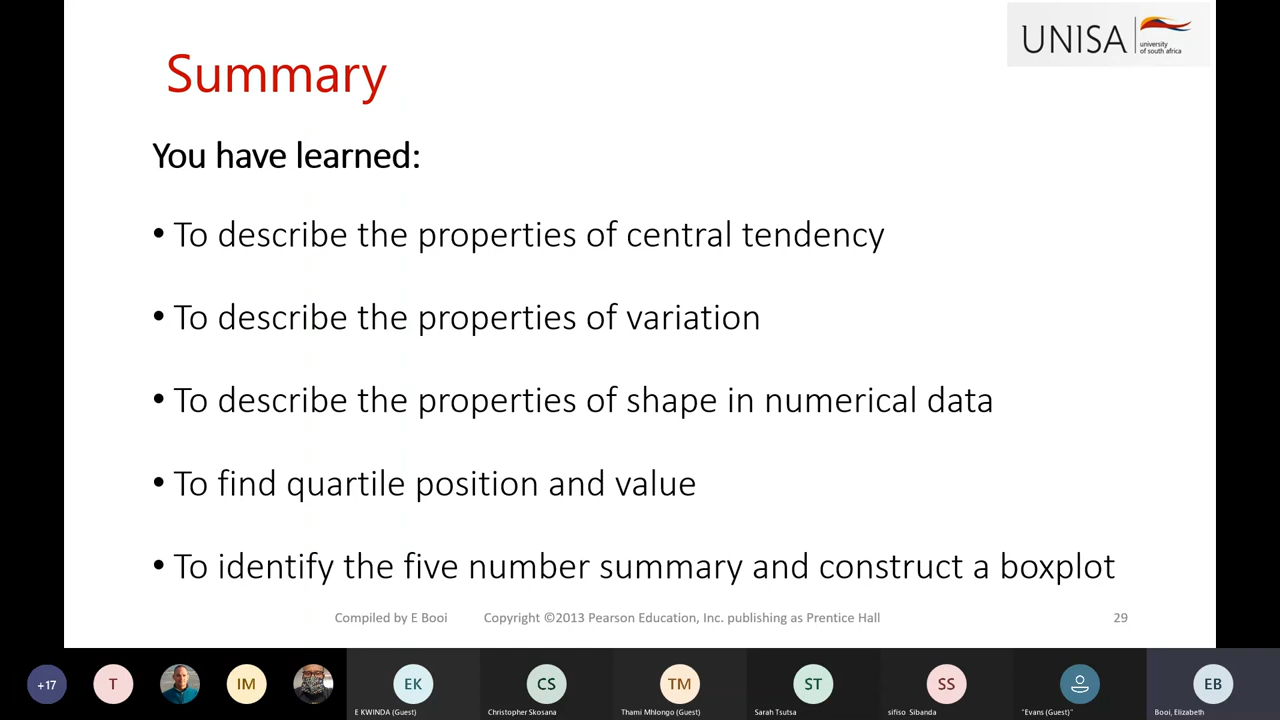 UNISA
university
of south africa
Summary
You have learned:
• To describe the properties of central tendency
• To describe the properties of variation
• To describe the properties of shape in numerical data
• To find quartile position and value
• To identify the five number summary and construct a boxplot
Compiled by E Booi Copyright ©2013 Pearson Education, Inc. publishing as Prentice Hall 29
+17 T IM EK CS TM ST SS EB
E KWINDA (Guest) Christopher Skosana Thami Mhlongo (Guest) Sarah Tsutsa sifiso Sibanda "Evans (Guest)" Booi, Elizabeth